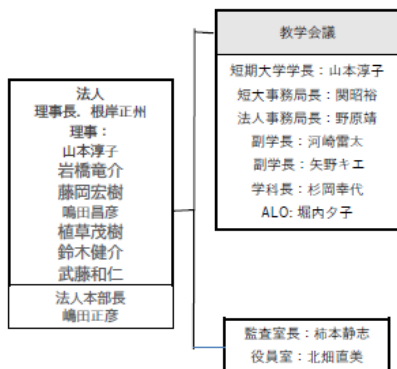 法人
理事長．根岸正州
理事：
山本淳子
岩橋竜介
藤岡宏樹
嶋田昌彦
植草茂樹
鈴木健介
武藤和仁
法人本部長
嶋田正彦
教学会議
短期大学学長：山本淳子
短大事務局長：関昭裕
法人事務局長：野原靖
副学長：河崎雷太
副学長：矢野キエ
学科長：杉岡幸代
ALO: 堀内夕子
監査室長：柿本静志
役員室：北畑直美